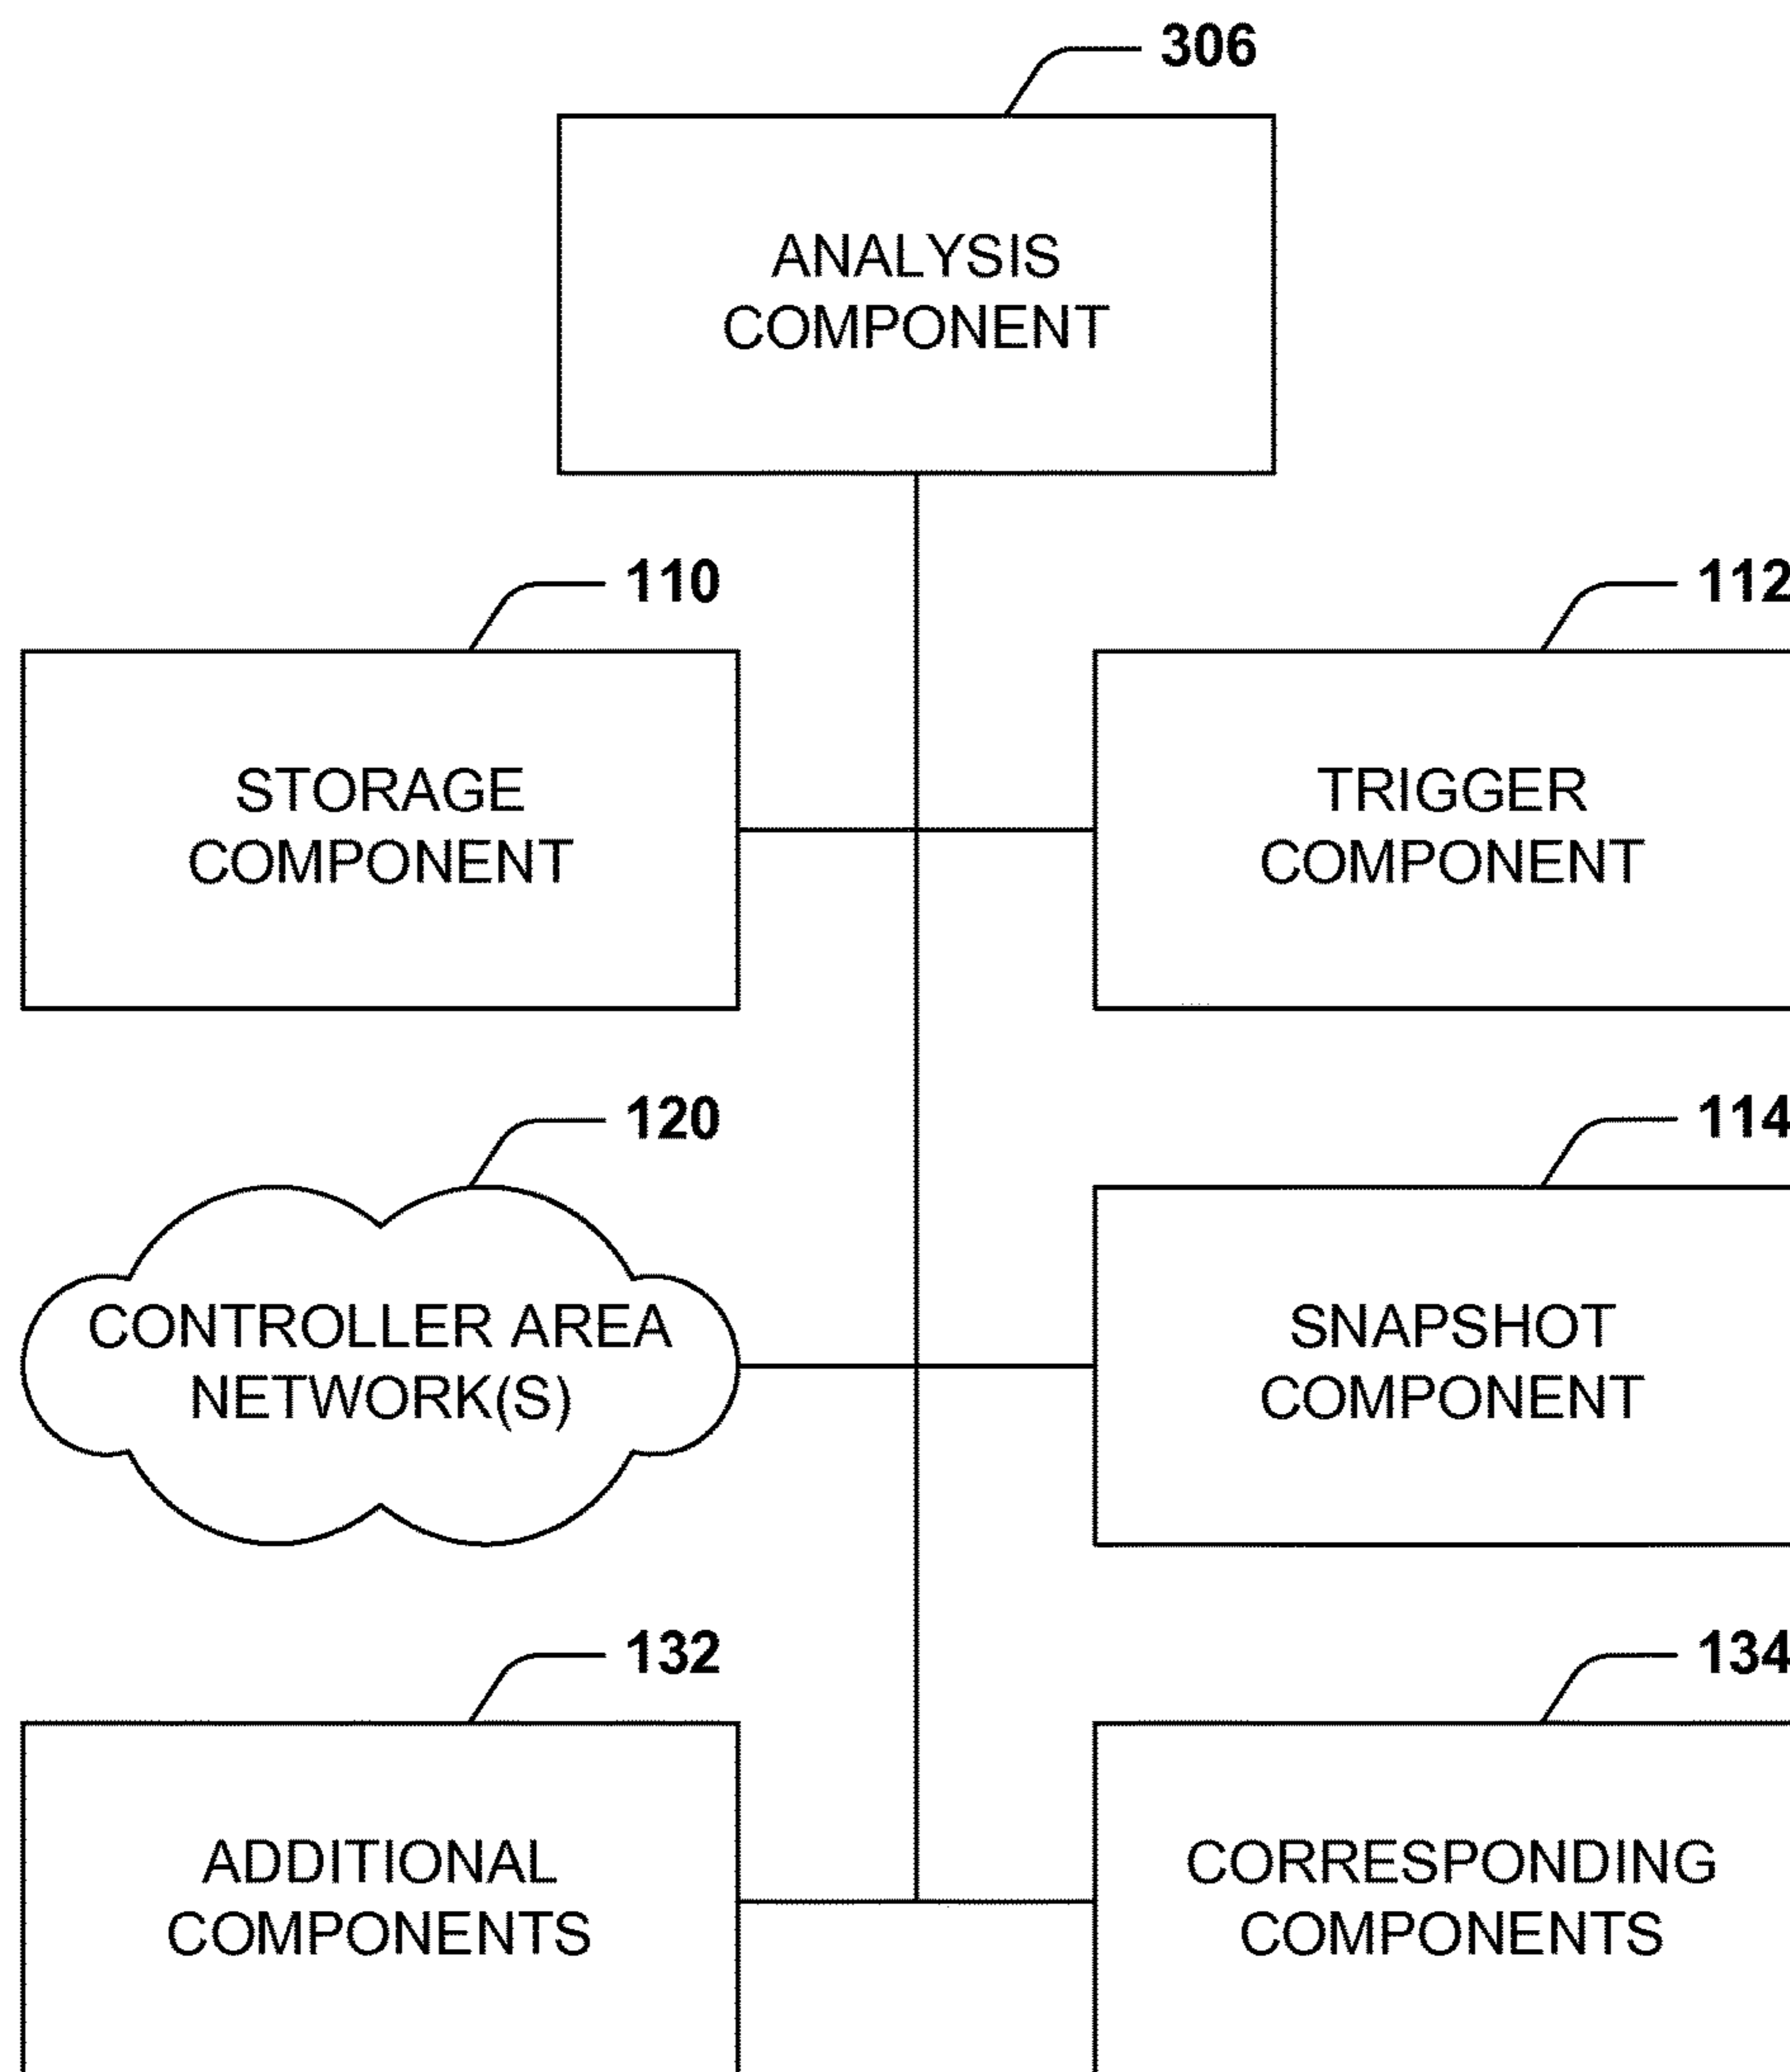 306
ANALYSIS
COMPONENT
110
112
STORAGE
COMPONENT
TRIGGER
COMPONENT
120
114
CONTROLLER AREA
NETWORK(S)
SNAPSHOT
COMPONENT
132
134
ADDITIONAL
COMPONENTS
CORRESPONDING
COMPONENTS